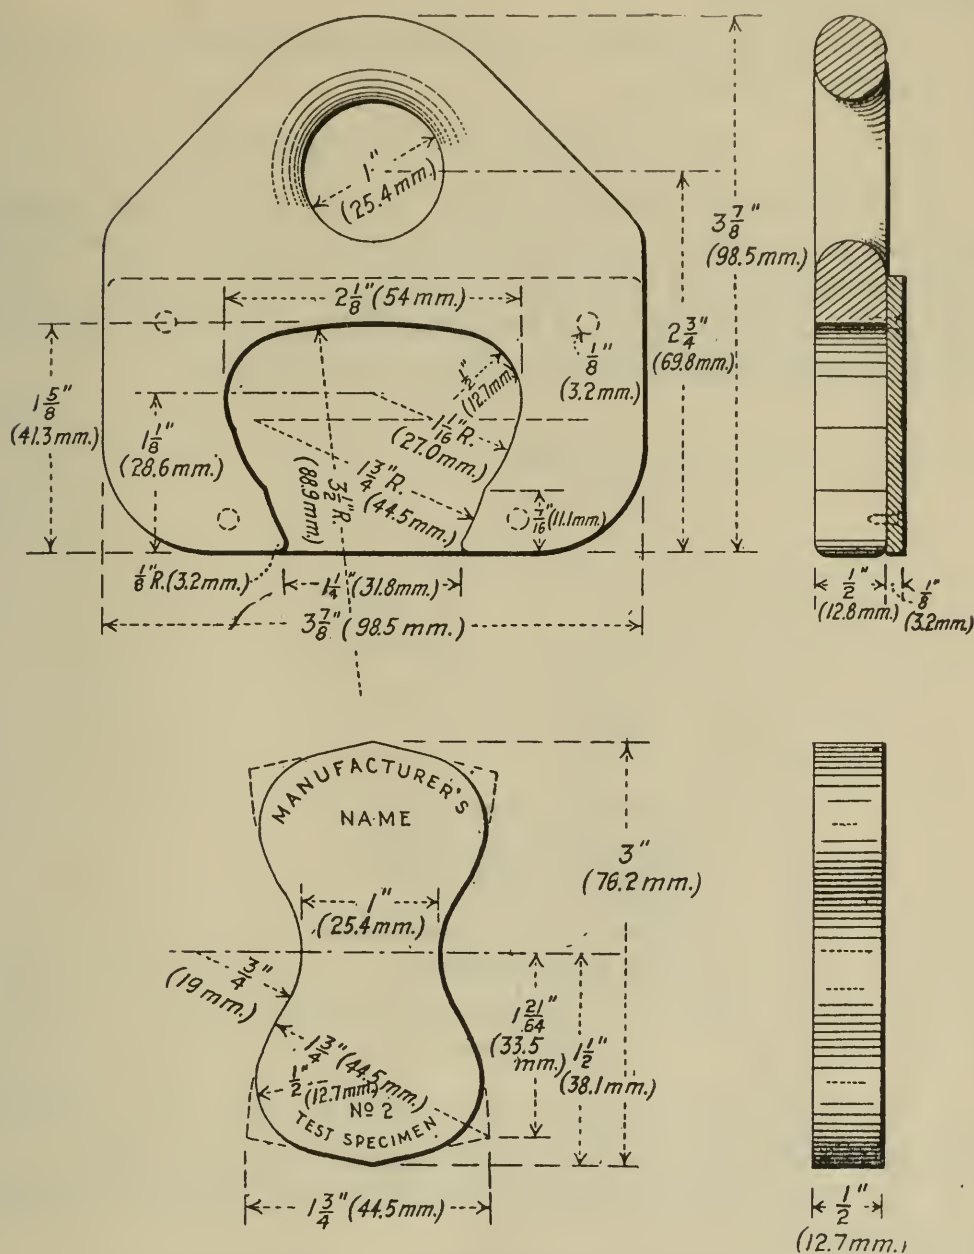 1"
(25.4mm.)
3 7/8"
(98.5mm.)
2 1/8" (54 mm.)
2 3/4"
(69.8mm.)
1/8"
(3.2mm.)
1/2"
(12.7mm.)
1 5/8"
(41.3mm.)
1 1/8"
(28.6mm.)
1 1/16" R.
(27.0mm.)
1 3/4" R.
(44.5mm.)
3 1/2" R.
(88.9mm.)
7/16" (11.1mm.)
1/8" R. (3.2mm.)
1 1/4" (31.8mm.)
3 7/8" (98.5 mm.)
1/2"
(12.8mm.)
1/8"
(3.2mm)
MANUFACTURER'S
NAME
1"
(25.4mm.)
3"
(76.2mm.)
3/4"
(19mm.)
1 21/64"
(33.5
mm.)
1 1/2"
(38.1mm.)
1 3/4" (44.5mm.)
1/2"
(12.7mm.)
Nº 2
TEST SPECIMEN
1 3/4" (44.5mm.)
1/2"
(12.7mm.)